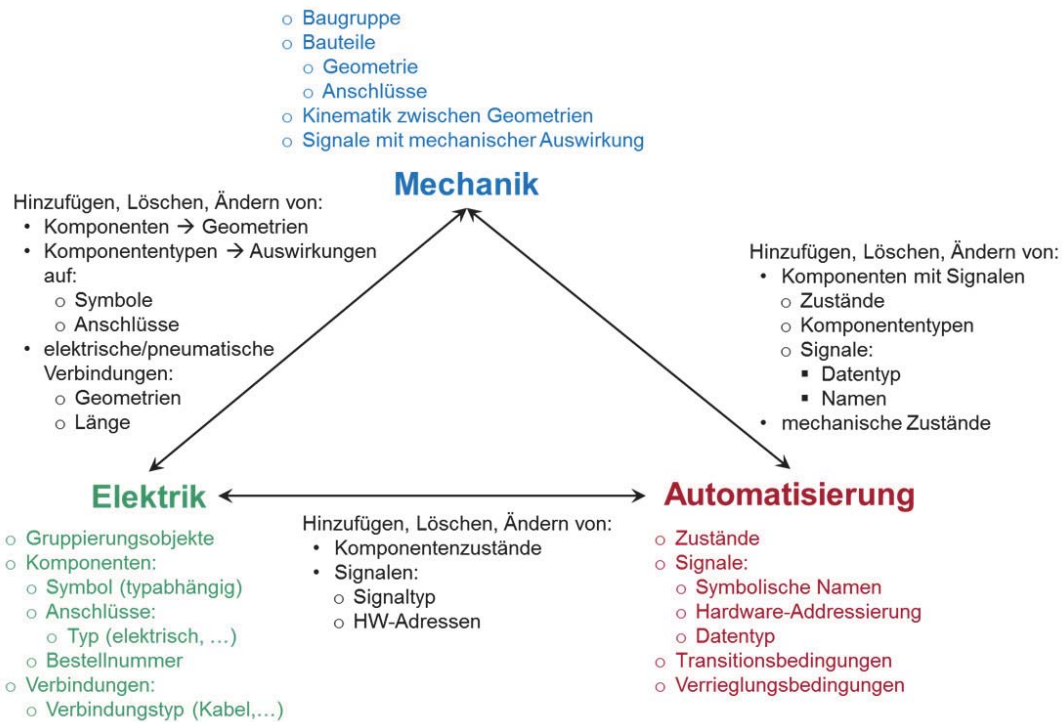 o Baugruppe
o Bauteile
o Geometrie
o Anschlüsse
o Kinematik zwischen Geometrien
o Signale mit mechanischer Auswirkung
Mechanik
Hinzufügen, Löschen, Ändern von:
• Komponenten → Geometrien
• Komponententypen → Auswirkungen
auf:
o Symbole
o Anschlüsse
• elektrische/pneumatische
Verbindungen:
o Geometrien
o Länge
Hinzufügen, Löschen, Ändern von:
• Komponenten mit Signalen
o Zustände
o Komponententypen
o Signale:
▪ Datentyp
▪ Namen
• mechanische Zustände
Elektrik
o Gruppierungsobjekte
o Komponenten:
o Symbol (typabhängig)
o Anschlüsse:
o Typ (elektrisch, …)
o Bestellnummer
o Verbindungen:
o Verbindungstyp (Kabel,…)
Hinzufügen, Löschen, Ändern von:
• Komponentenzustände
• Signalen:
o Signaltyp
o HW-Adressen
Automatisierung
o Zustände
o Signale:
o Symbolische Namen
o Hardware-Addressierung
o Datentyp
o Transitionsbedingungen
o Verrieglungsbedingungen